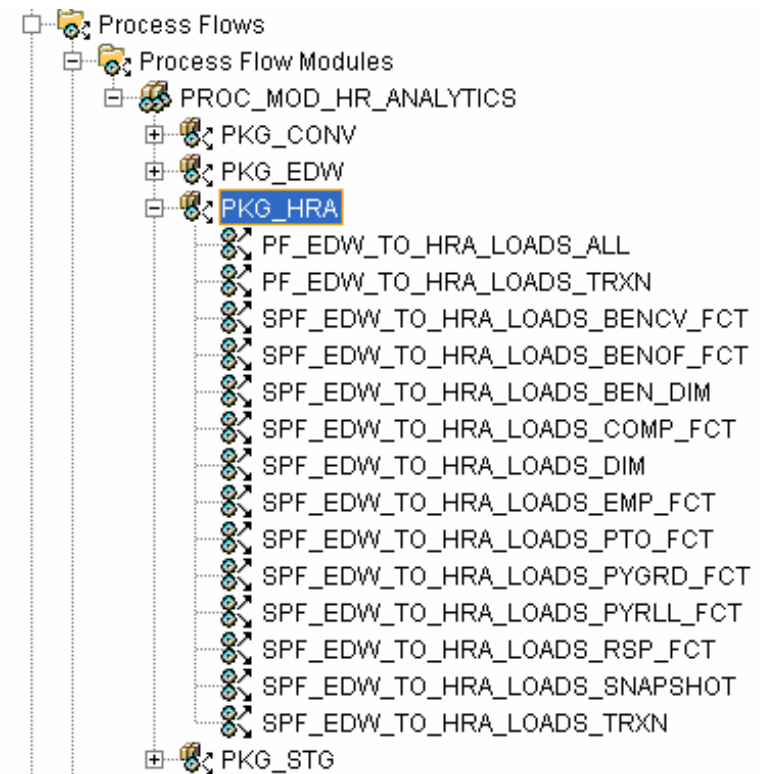 Process Flows
Process Flow Modules
PROC_MOD_HR_ANALYTICS
PKG_CONV
PKG_EDW
PKG_HRA
PF_EDW_TO_HRA_LOADS_ALL
PF_EDW_TO_HRA_LOADS_TRXN
SPF_EDW_TO_HRA_LOADS_BENCV_FCT
SPF_EDW_TO_HRA_LOADS_BENOF_FCT
SPF_EDW_TO_HRA_LOADS_BEN_DIM
SPF_EDW_TO_HRA_LOADS_COMP_FCT
SPF_EDW_TO_HRA_LOADS_DIM
SPF_EDW_TO_HRA_LOADS_EMP_FCT
SPF_EDW_TO_HRA_LOADS_PTO_FCT
SPF_EDW_TO_HRA_LOADS_PYGRD_FCT
SPF_EDW_TO_HRA_LOADS_PYRLL_FCT
SPF_EDW_TO_HRA_LOADS_RSP_FCT
SPF_EDW_TO_HRA_LOADS_SNAPSHOT
SPF_EDW_TO_HRA_LOADS_TRXN
PKG_STG